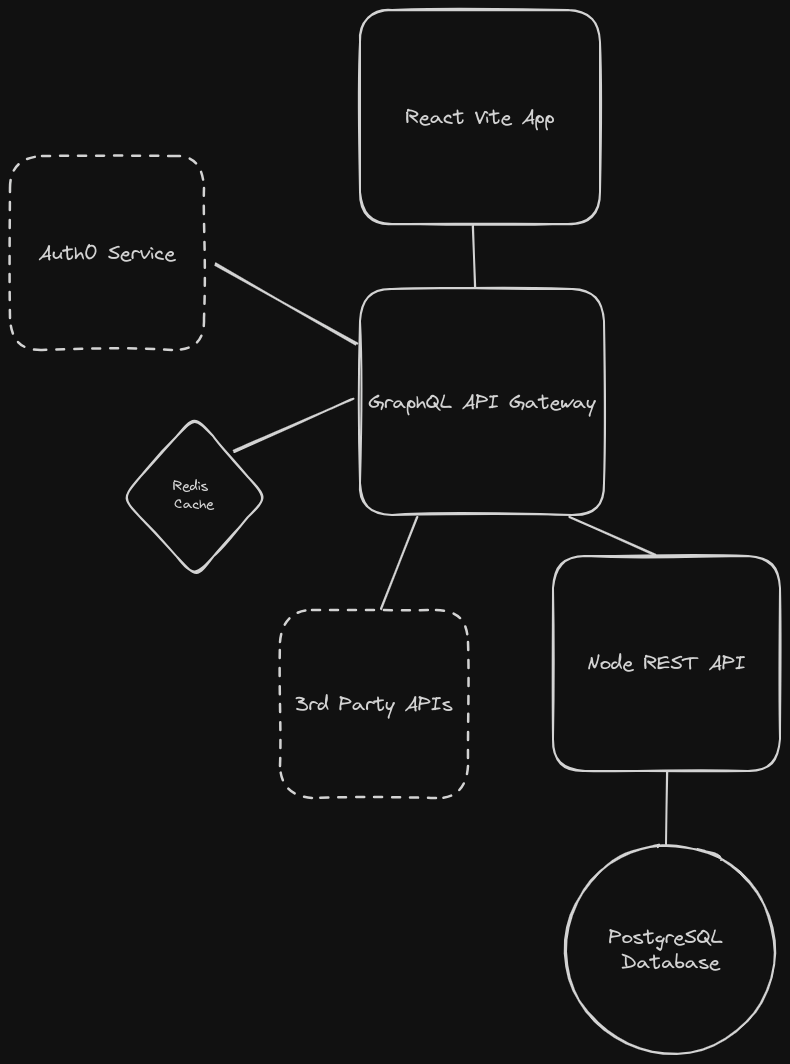 React Vite App
Auth0 Service
GraphQL API Gateway
Redis
Cache
Node REST API
3rd Party APIs
PostgreSQL
Database